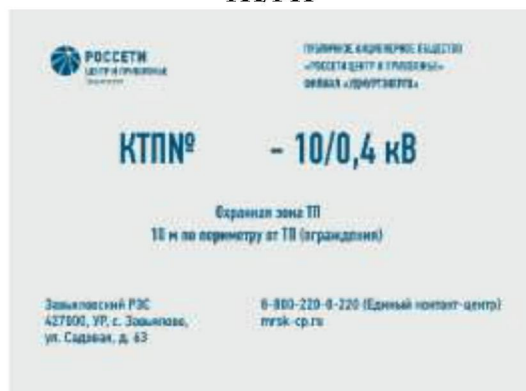 РОССЕТИ
ЦЕНТР И ПРИВОЛЖЬЕ
ПУБЛИЧНОЕ АКЦИОНЕРНОЕ ОБЩЕСТВО
«РОССЕТИ ЦЕНТР И ПРИВОЛЖЬЕ»
ФИЛИАЛ «УДМУРТЭНЕРГО»
КТП№ - 10/0,4 кВ
Охранная зона ТП
10 м по периметру от ТП (ограждения)
Завьяловский РЭС
427000, УР, с. Завьялово,
ул. Садовая, д. 63
8-800-220-0-220 (Единый контакт-центр)
mrsk-cp.ru